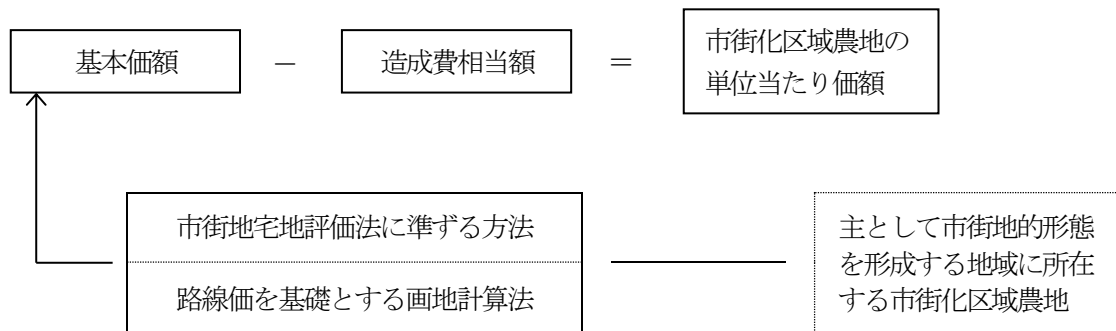 基本価額 － 造成費相当額 ＝ 市街化区域農地の
単位当たり価額
市街地宅地評価法に準ずる方法
路線価を基礎とする画地計算法
主として市街地的形態
を形成する地域に所在
する市街化区域農地